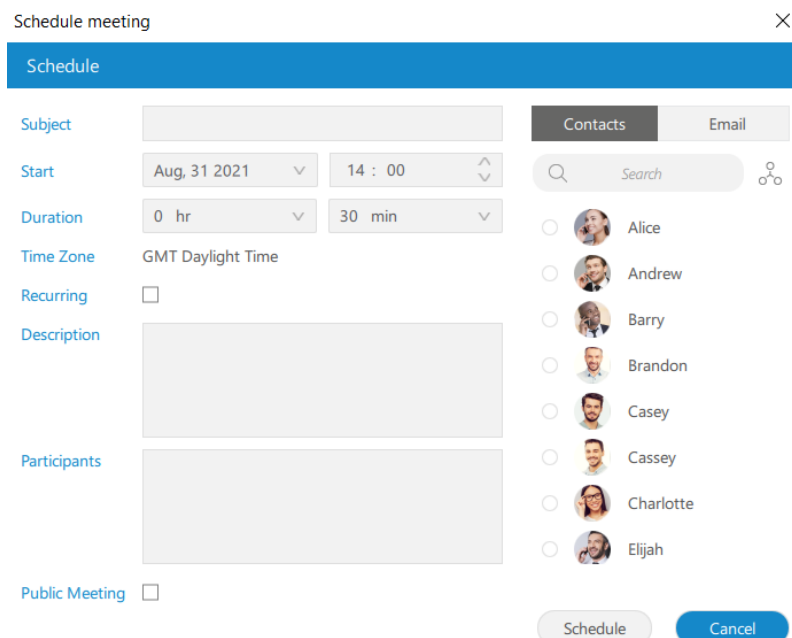 Schedule meeting
Schedule
Subject
Start
Aug, 31 2021
14 : 00
Duration
0 hr
30 min
Time Zone
GMT Daylight Time
Recurring
Description
Participants
Public Meeting
Contacts
Email
Search
Alice
Andrew
Barry
Brandon
Casey
Cassey
Charlotte
Elijah
Schedule
Cancel